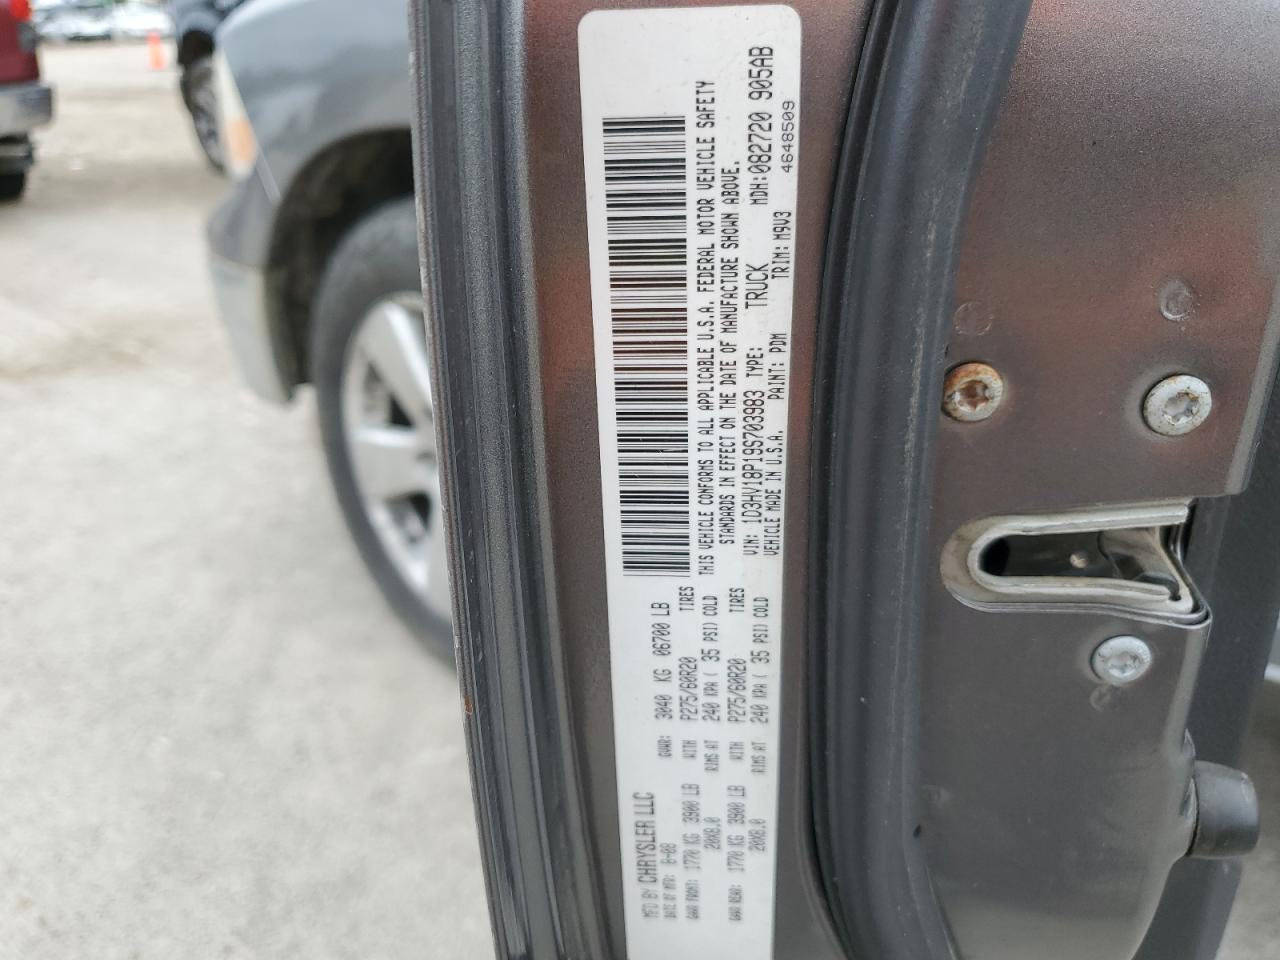 MFD BY CHRYSLER LLC
DATE OF MFR: 8-08 GVWR: 3040 KG 06700 LB
GAWR FRONT: 1770 KG 3900 LB WITH P275/60R20 TIRES
20X8.0 RIMS AT 240 KPA ( 35 PSI) COLD
GAWR REAR: 1770 KG 3900 LB WITH P275/60R20 TIRES
20X8.0 RIMS AT 240 KPA ( 35 PSI) COLD
THIS VEHICLE CONFORMS TO ALL APPLICABLE U.S.A. FEDERAL MOTOR VEHICLE SAFETY
STANDARDS IN EFFECT ON THE DATE OF MANUFACTURE SHOWN ABOVE.
VIN: 1D3HV18P19S703983 TYPE: TRUCK MDH:082720 905AB
VEHICLE MADE IN U.S.A. PAINT: PDM TRIM: M9V3 4648509